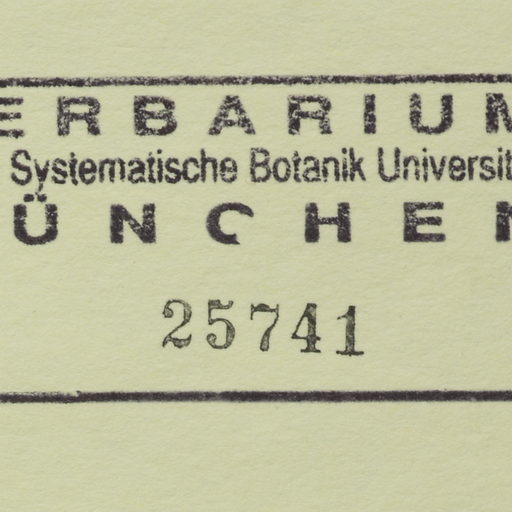 ERBARIUM
Systematische Botanik Universit
ÜNCHEN
25741